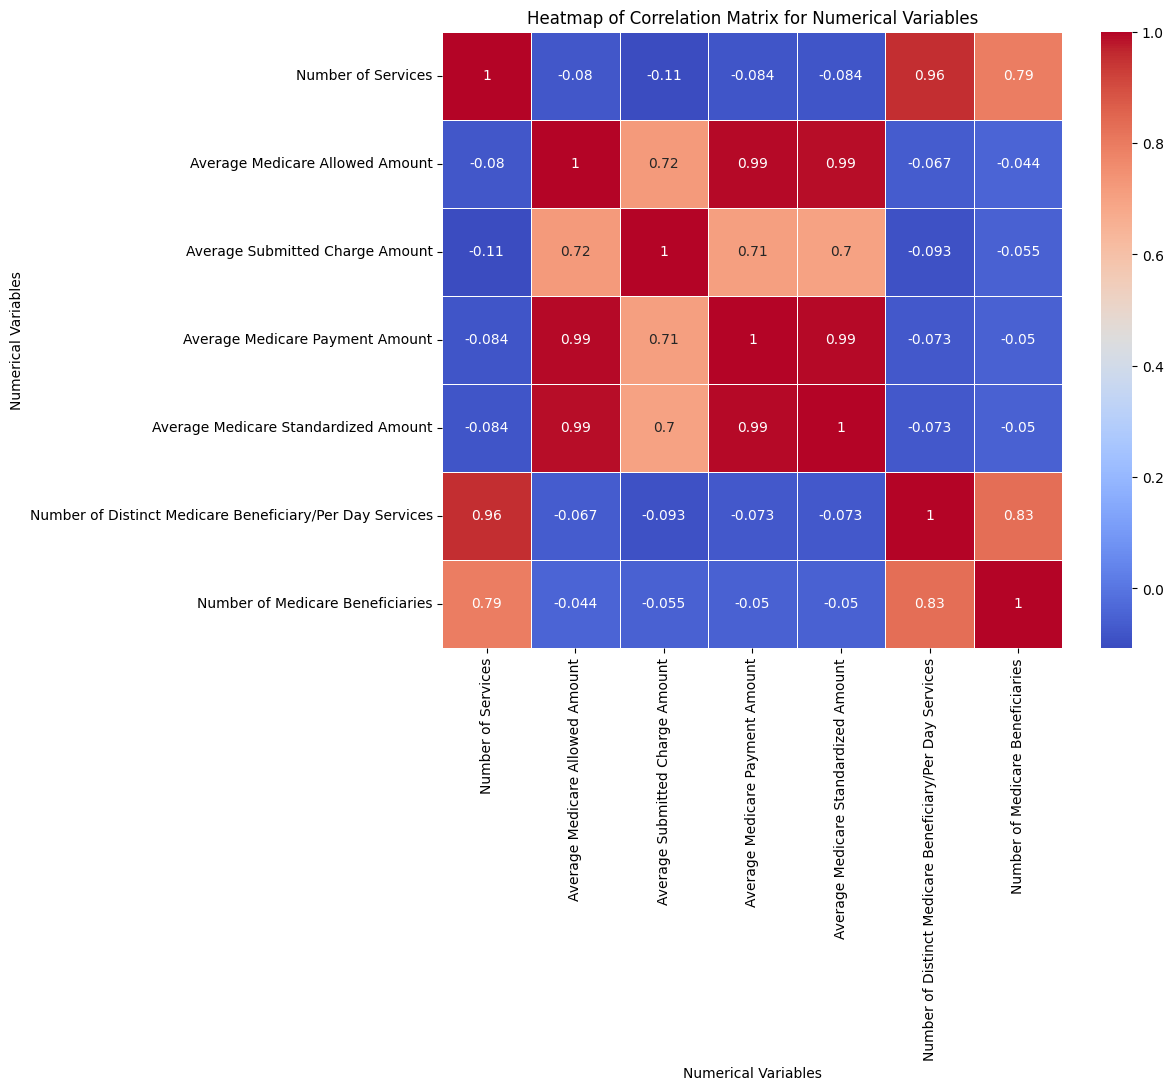 Heatmap of Correlation Matrix for Numerical Variables
Numerical Variables
Number of Services
1 -0.08 -0.11 -0.084 -0.084 0.96 0.79
Average Medicare Allowed Amount
-0.08 1 0.72 0.99 0.99 -0.067 -0.044
Average Submitted Charge Amount
-0.11 0.72 1 0.71 0.7 -0.093 -0.055
Average Medicare Payment Amount
-0.084 0.99 0.71 1 0.99 -0.073 -0.05
Average Medicare Standardized Amount
-0.084 0.99 0.7 0.99 1 -0.073 -0.05
Number of Distinct Medicare Beneficiary/Per Day Services
0.96 -0.067 -0.093 -0.073 -0.073 1 0.83
Number of Medicare Beneficiaries
0.79 -0.044 -0.055 -0.05 -0.05 0.83 1
Number of Services
Average Medicare Allowed Amount
Average Submitted Charge Amount
Average Medicare Payment Amount
Average Medicare Standardized Amount
Number of Distinct Medicare Beneficiary/Per Day Services
Number of Medicare Beneficiaries
Numerical Variables
1.0
0.8
0.6
0.4
0.2
0.0